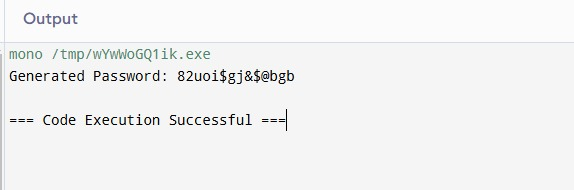 Output
mono /tmp/wYwWoGQ1ik.exe
Generated Password: 82uoi$gj&$@bgb
=== Code Execution Successful ===